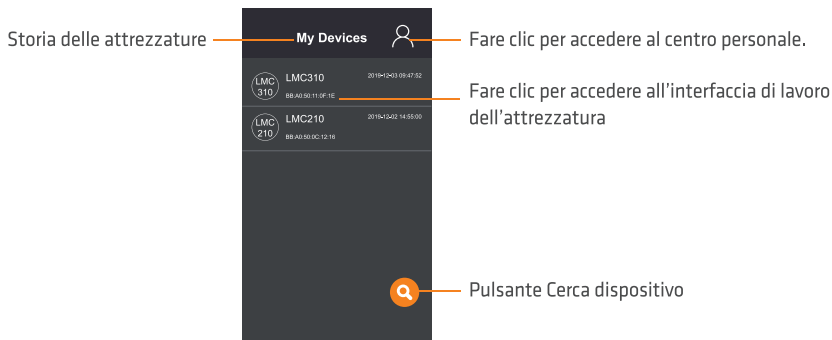 Storia delle attrezzature
My Devices
Fare clic per accedere al centro personale.
LMC
310
LMC310
2019-12-03 09:47:52
BB:A0:50:11:0F:1E
Fare clic per accedere all'interfaccia di lavoro
dell'attrezzatura
LMC
210
LMC210
2019-12-02 14:55:00
BB:A0:50:0C:12:16
Pulsante Cerca dispositivo